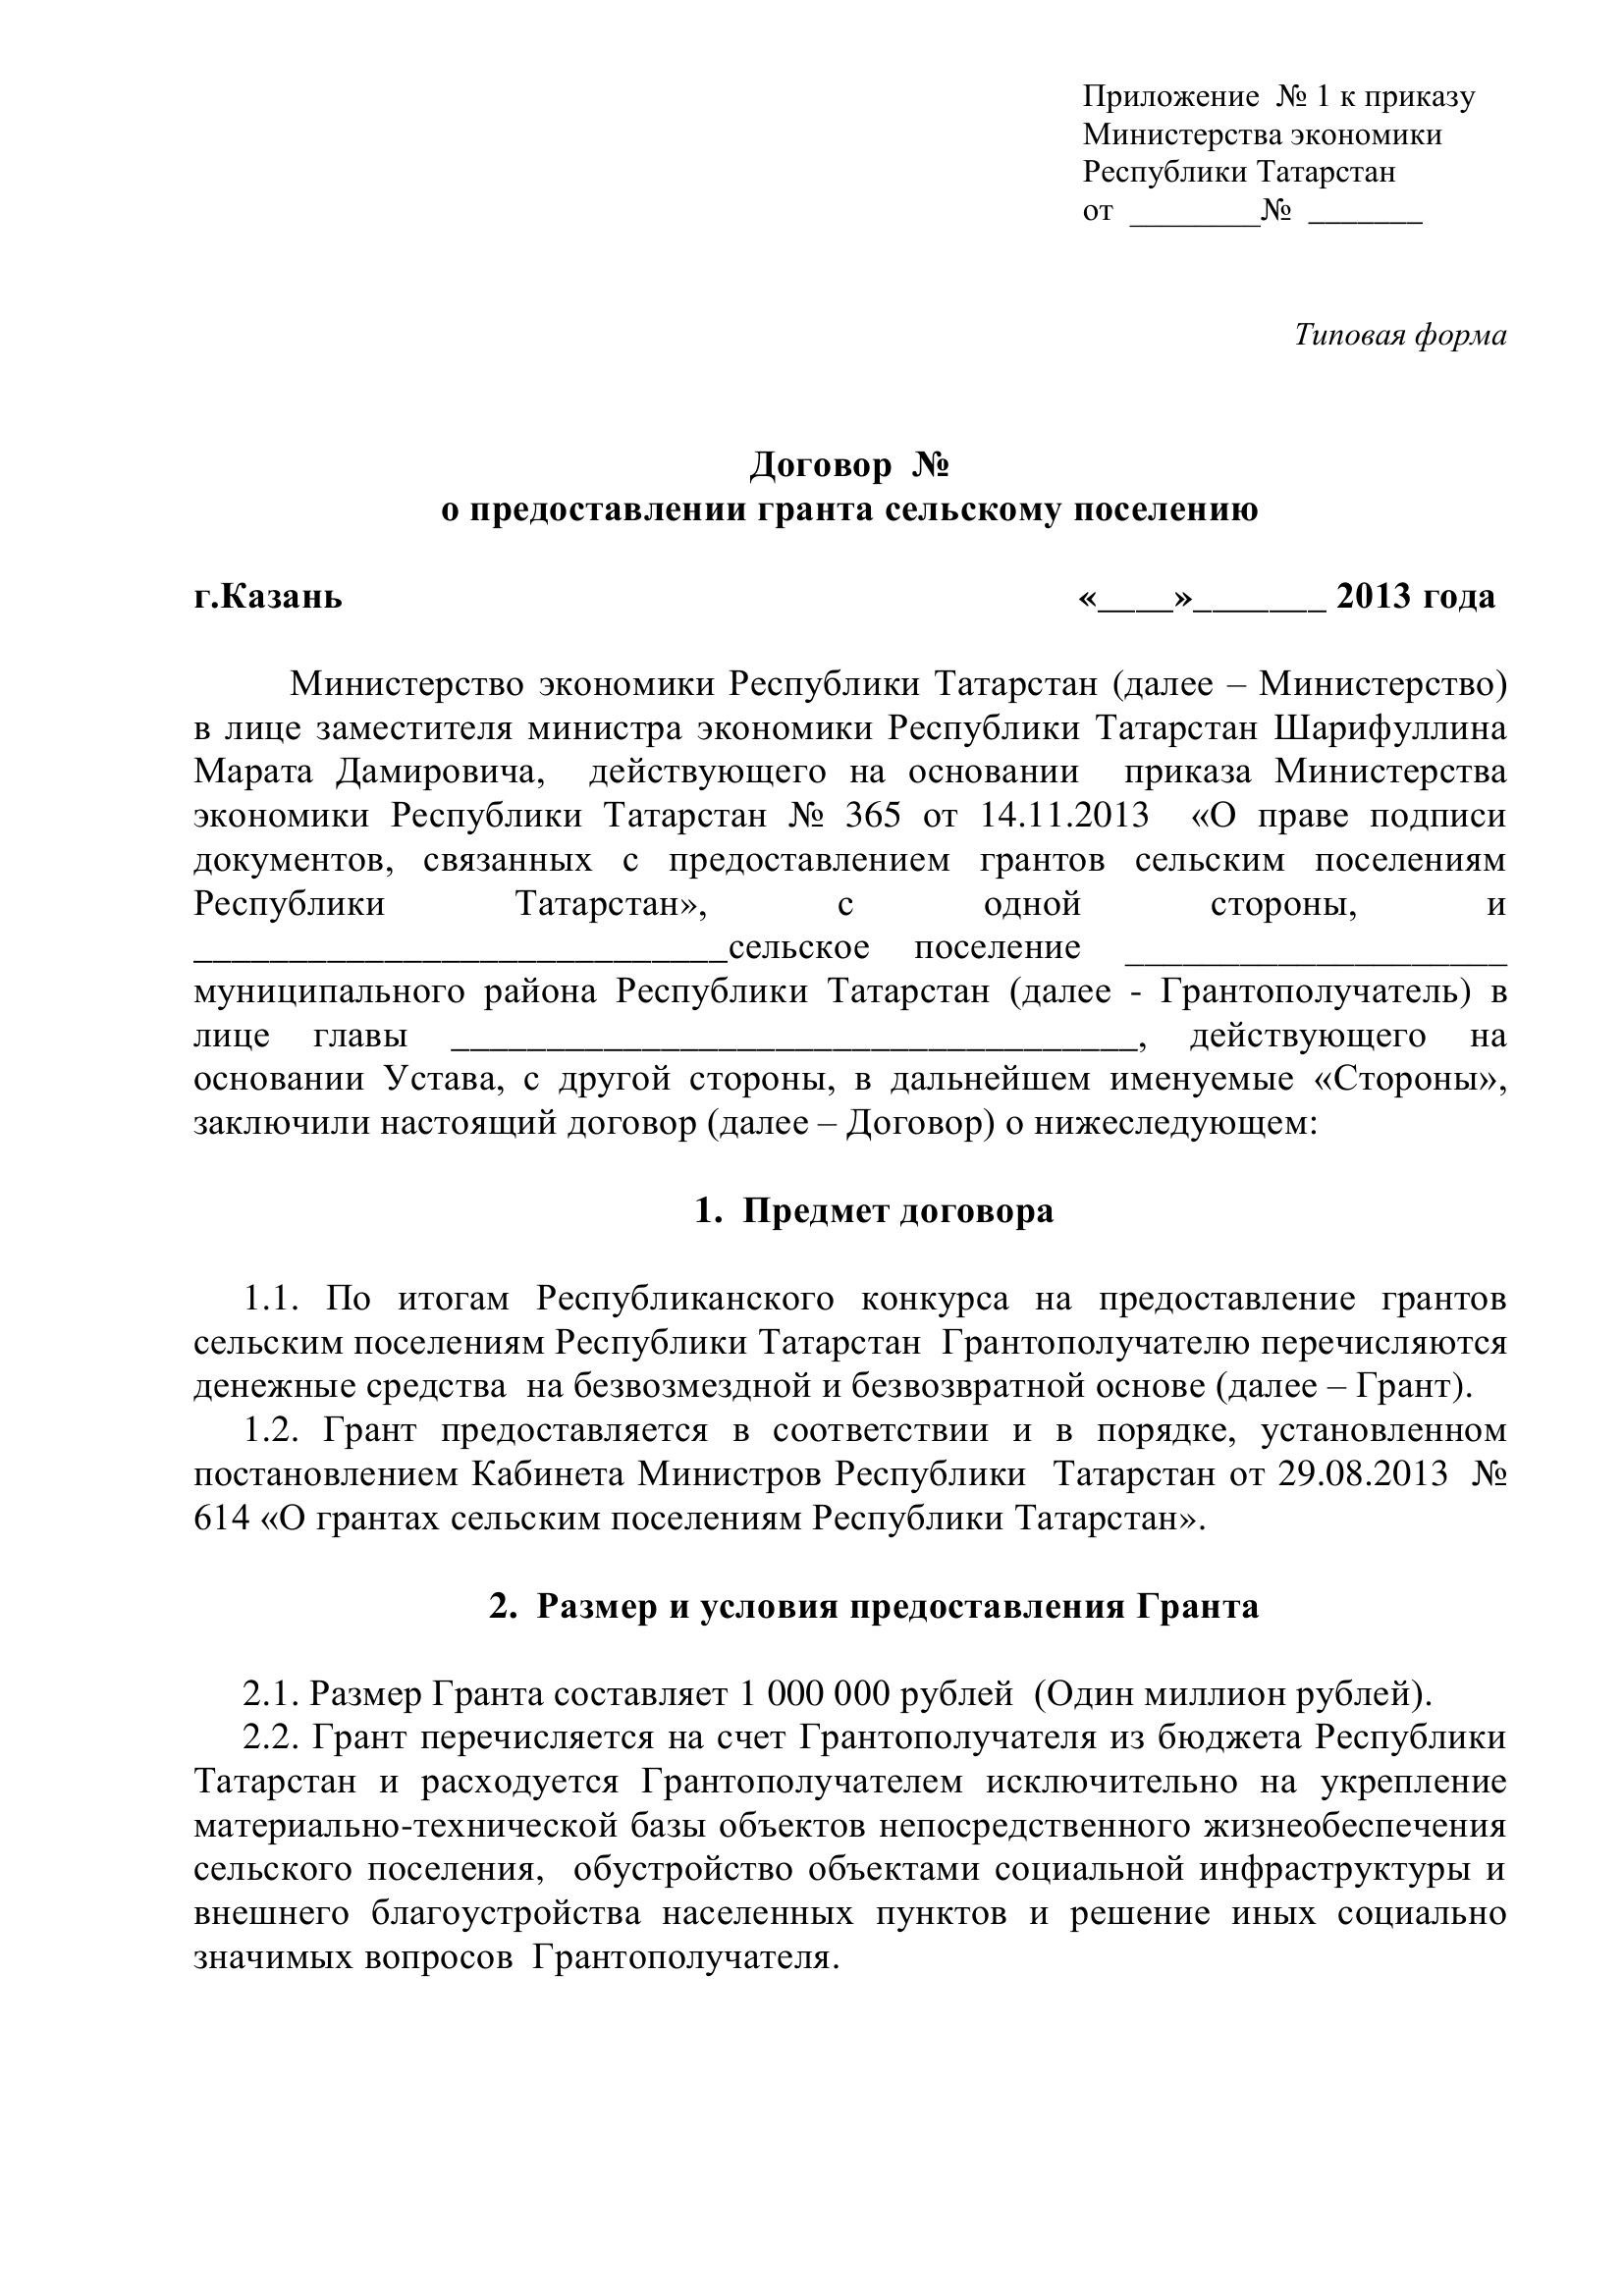 Приложение № 1 к приказу
Министерства экономики
Республики Татарстан
от ________№ _______
Типовая форма
Договор №
о предоставлении гранта сельскому поселению
г.Казань «____»_______ 2013 года
Министерство экономики Республики Татарстан (далее – Министерство)
в лице заместителя министра экономики Республики Татарстан Шарифуллина
Марата Дамировича, действующего на основании приказа Министерства
экономики Республики Татарстан № 365 от 14.11.2013 «О праве подписи
документов, связанных с предоставлением грантов сельским поселениям
Республики Татарстан», с одной стороны, и
____________________________сельское поселение ____________________
муниципального района Республики Татарстан (далее - Грантополучатель) в
лице главы ____________________________________, действующего на
основании Устава, с другой стороны, в дальнейшем именуемые «Стороны»,
заключили настоящий договор (далее – Договор) о нижеследующем:
1. Предмет договора
1.1. По итогам Республиканского конкурса на предоставление грантов
сельским поселениям Республики Татарстан Грантополучателю перечисляются
денежные средства на безвозмездной и безвозвратной основе (далее – Грант).
1.2. Грант предоставляется в соответствии и в порядке, установленном
постановлением Кабинета Министров Республики Татарстан от 29.08.2013 №
614 «О грантах сельским поселениям Республики Татарстан».
2. Размер и условия предоставления Гранта
2.1. Размер Гранта составляет 1 000 000 рублей (Один миллион рублей).
2.2. Грант перечисляется на счет Грантополучателя из бюджета Республики
Татарстан и расходуется Грантополучателем исключительно на укрепление
материально-технической базы объектов непосредственного жизнеобеспечения
сельского поселения, обустройство объектами социальной инфраструктуры и
внешнего благоустройства населенных пунктов и решение иных социально
значимых вопросов Грантополучателя.